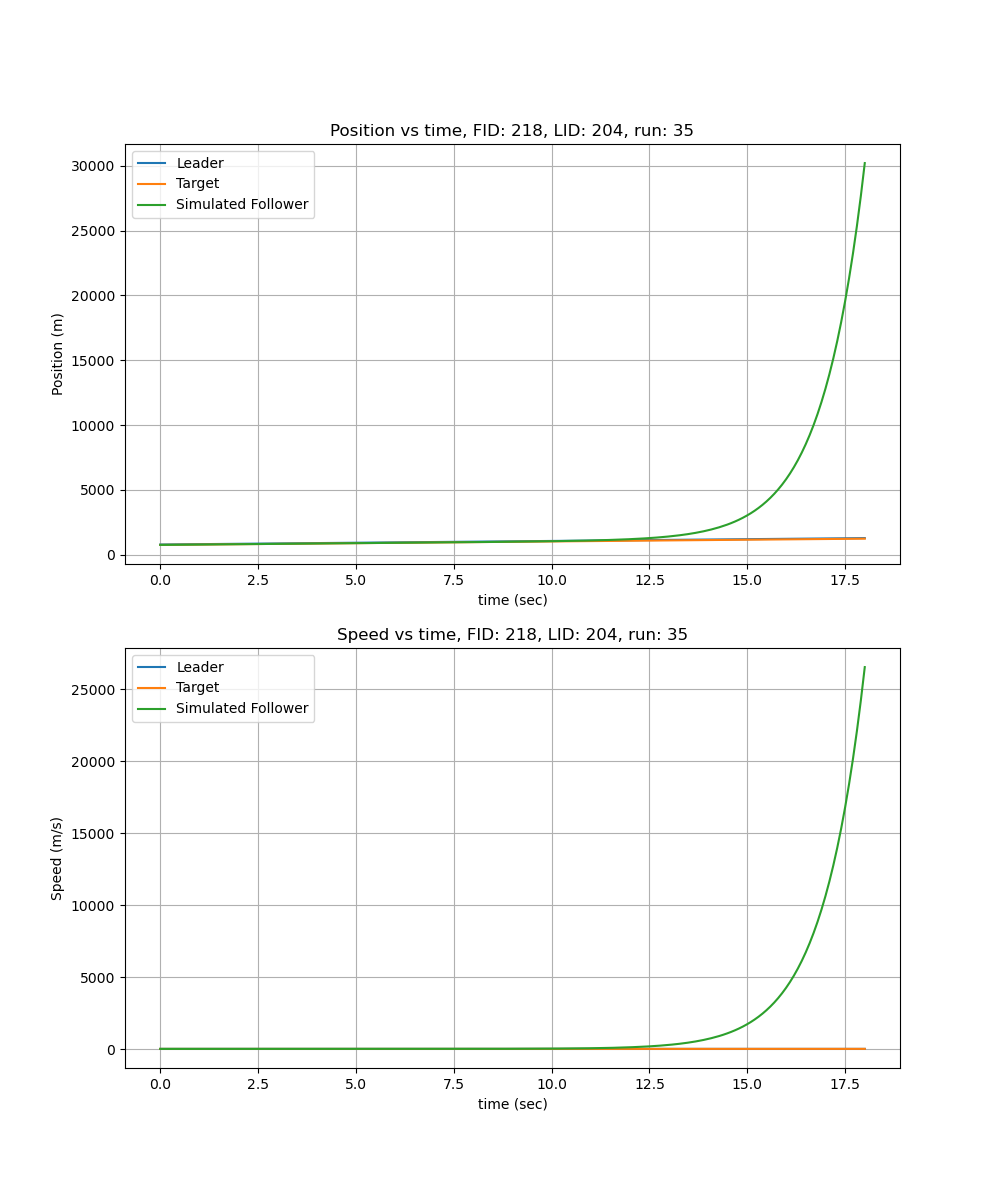 Position vs time, FID: 218, LID: 204, run: 35
Leader
Target
Simulated Follower
30000
25000
20000
15000
10000
5000
0
Position (m)
0.0 2.5 5.0 7.5 10.0 12.5 15.0 17.5
time (sec)
Speed vs time, FID: 218, LID: 204, run: 35
Leader
Target
Simulated Follower
25000
20000
15000
10000
5000
0
Speed (m/s)
0.0 2.5 5.0 7.5 10.0 12.5 15.0 17.5
time (sec)